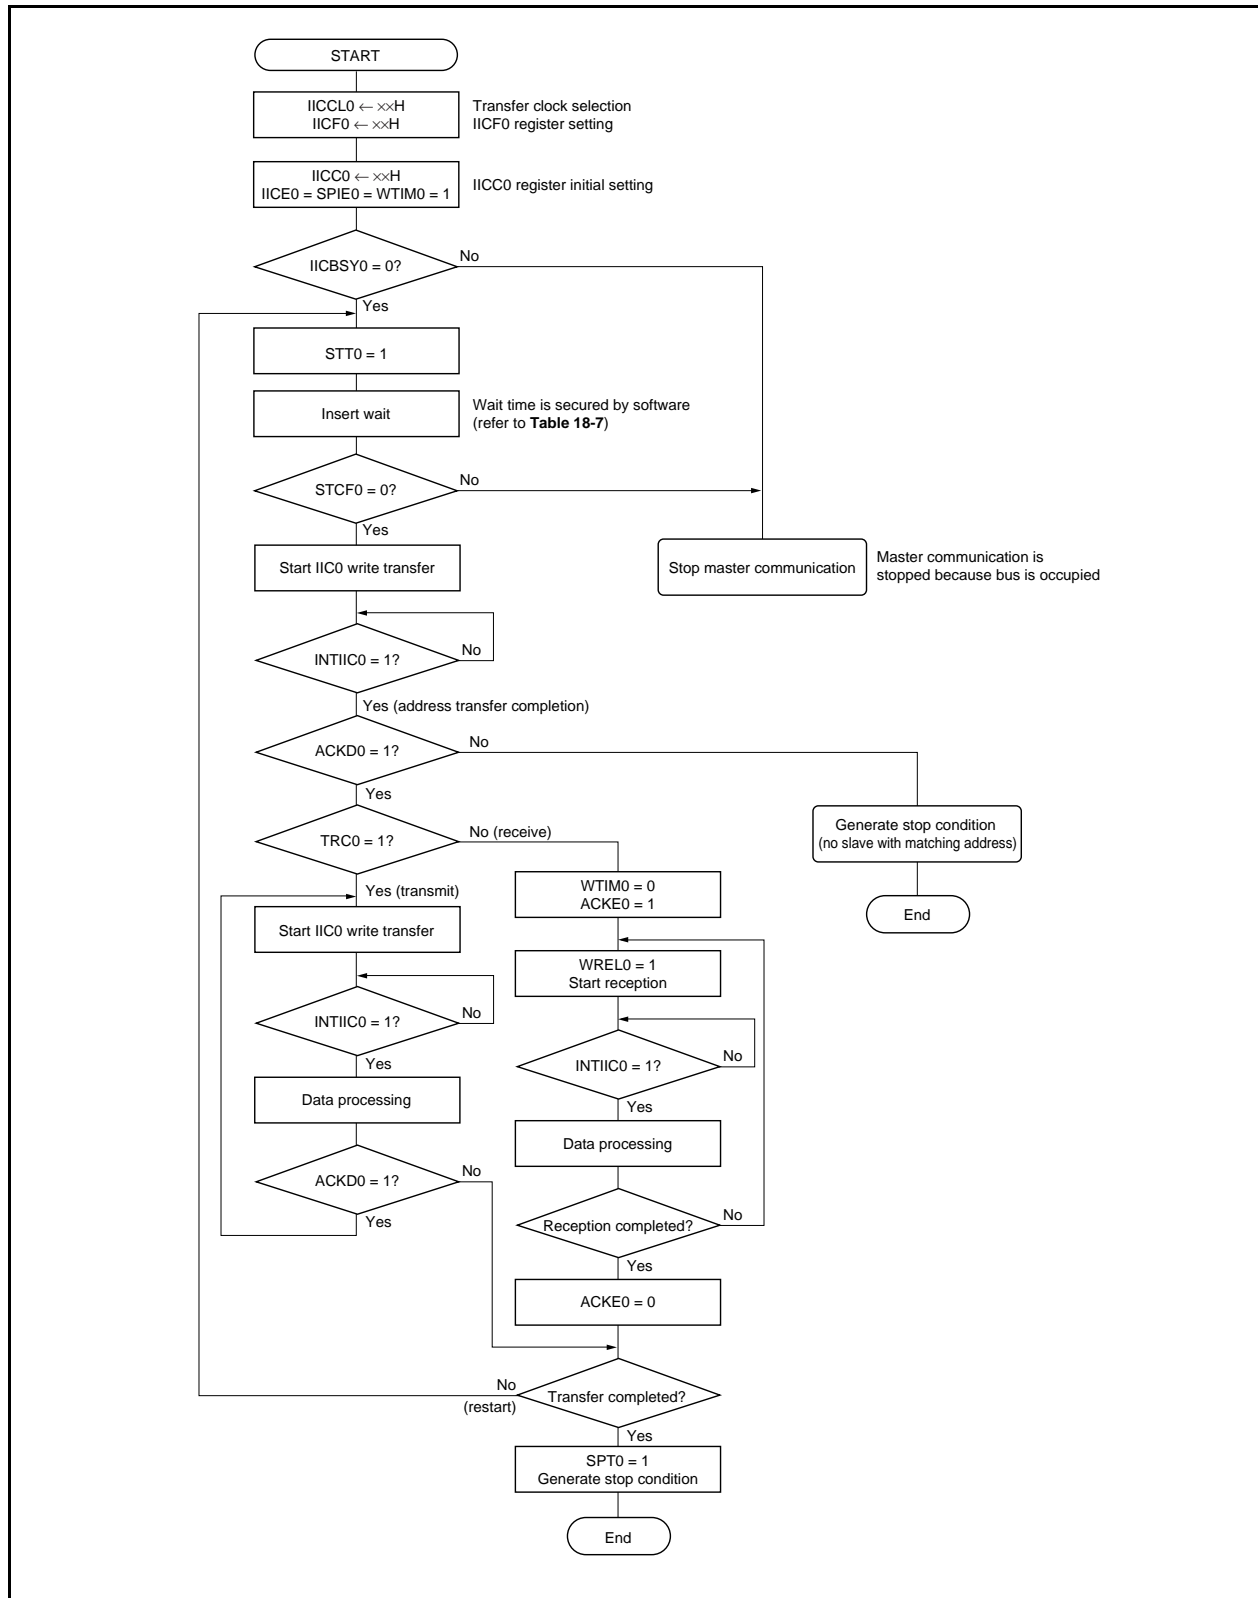 START
IICCL0 ← ××H
IICF0 ← ××H
Transfer clock selection
IICF0 register setting
IICC0 ← ××H
IICE0 = SPIE0 = WTIM0 = 1
IICC0 register initial setting
IICBSY0 = 0?
No
Yes
STT0 = 1
Insert wait
Wait time is secured by software
(refer to Table 18-7)
STCF0 = 0?
No
Yes
Start IIC0 write transfer
Stop master communication
Master communication is
stopped because bus is occupied
INTIIC0 = 1?
No
Yes (address transfer completion)
ACKD0 = 1?
No
Yes
Generate stop condition
(no slave with matching address)
End
TRC0 = 1?
No (receive)
Yes (transmit)
WTIM0 = 0
ACKE0 = 1
Start IIC0 write transfer
WREL0 = 1
Start reception
INTIIC0 = 1?
No
Yes
INTIIC0 = 1?
No
Yes
Data processing
Data processing
ACKD0 = 1?
No
Yes
Reception completed?
No
Yes
ACKE0 = 0
Transfer completed?
No
(restart)
Yes
SPT0 = 1
Generate stop condition
End